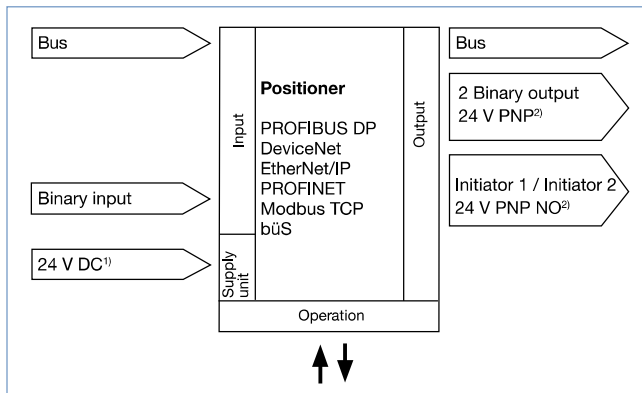 Bus
Binary input
24 V DC1)
Input
Supply
unit
Positioner
PROFIBUS DP
DeviceNet
EtherNet/IP
PROFINET
Modbus TCP
büS
Output
Operation
Bus
2 Binary output
24 V PNP2)
Initiator 1 / Initiator 2
24 V PNP NO2)